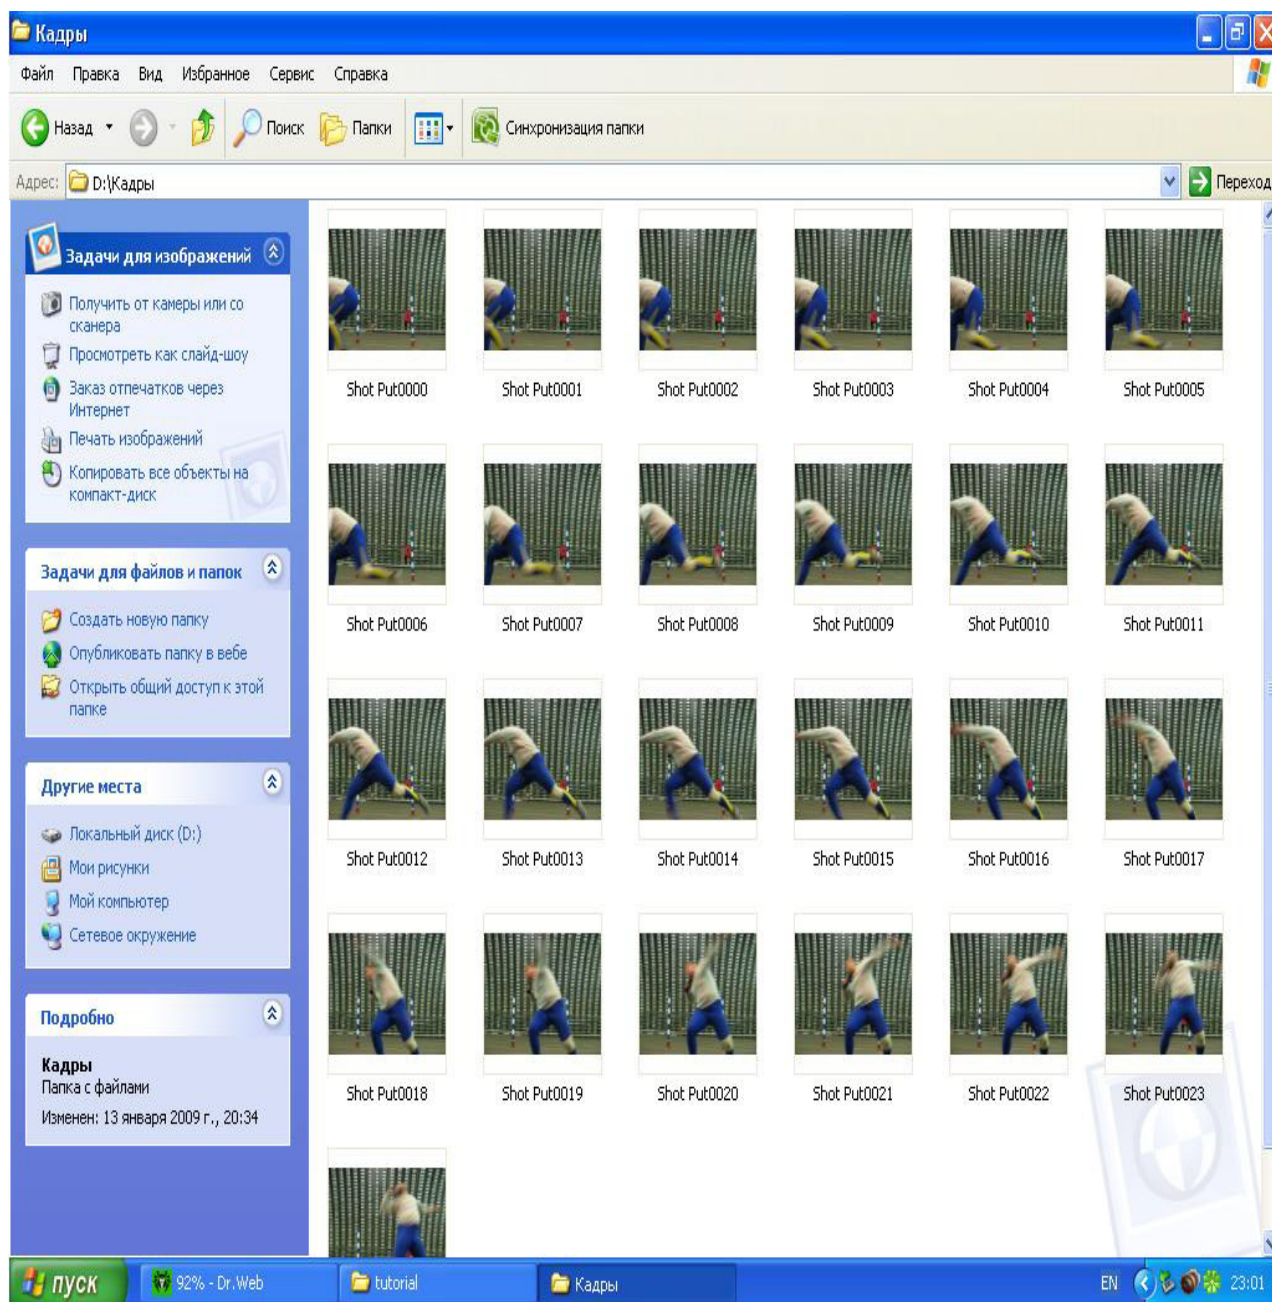 Кадры
Файл Правка Вид Избранное Сервис Справка
Назад Поиск Папки Синхронизация папки
Адрес: D:\Кадры Переход
Задачи для изображений
Получить от камеры или со
сканера
Просмотреть как слайд-шоу
Заказ отпечатков через
Интернет
Печать изображений
Копировать все объекты на
компакт-диск
Задачи для файлов и папок
Создать новую папку
Опубликовать папку в вебе
Открыть общий доступ к этой
папке
Другие места
Локальный диск (D:)
Мои рисунки
Мой компьютер
Сетевое окружение
Подробно
Кадры
Папка с файлами
Изменен: 13 января 2009 г., 20:34
Shot Put0000 Shot Put0001 Shot Put0002 Shot Put0003 Shot Put0004 Shot Put0005
Shot Put0006 Shot Put0007 Shot Put0008 Shot Put0009 Shot Put0010 Shot Put0011
Shot Put0012 Shot Put0013 Shot Put0014 Shot Put0015 Shot Put0016 Shot Put0017
Shot Put0018 Shot Put0019 Shot Put0020 Shot Put0021 Shot Put0022 Shot Put0023
пуск 92% - Dr.Web tutorial Кадры EN 23:01